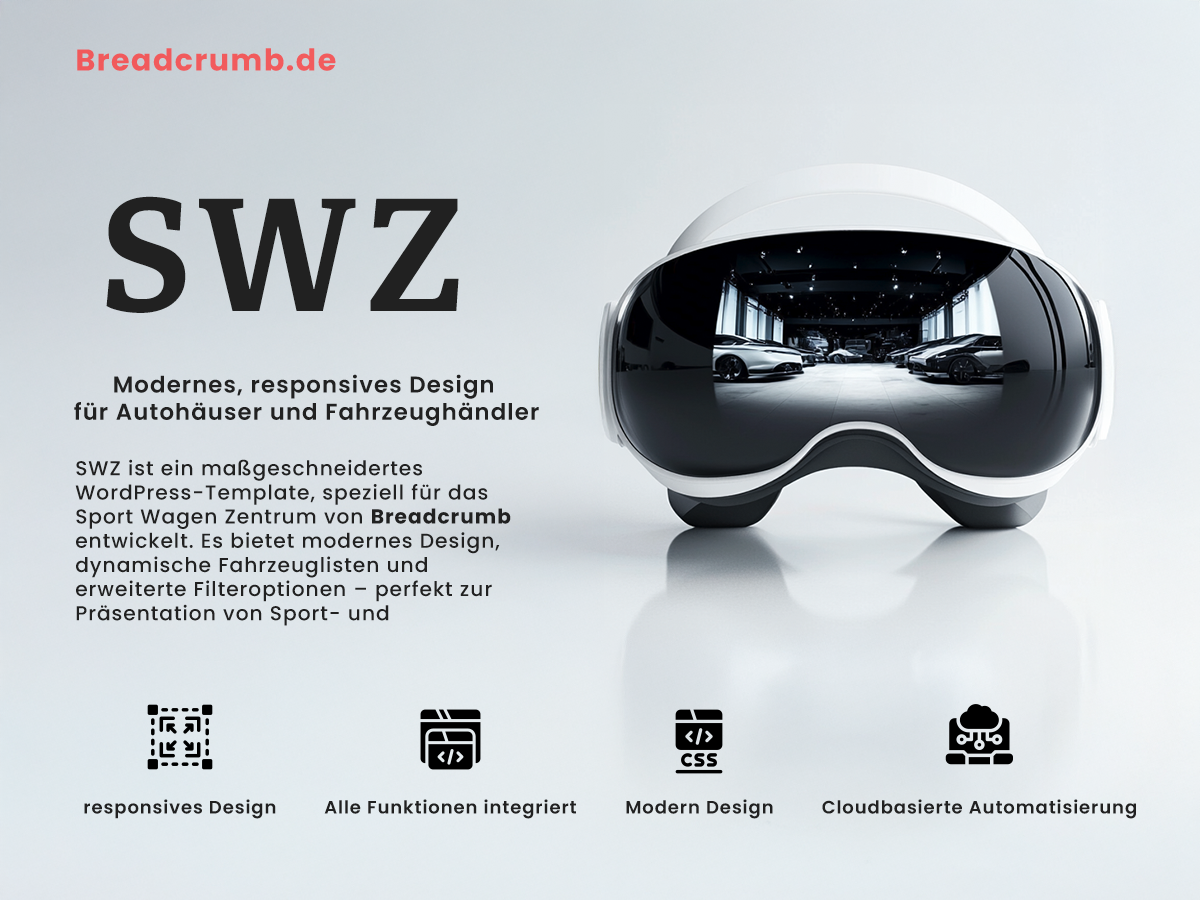 Breadcrumb.de
SWZ
Modernes, responsives Design
für Autohäuser und Fahrzeughändler
SWZ ist ein maßgeschneidertes
WordPress-Template, speziell für das
Sport Wagen Zentrum von Breadcrumb
entwickelt. Es bietet modernes Design,
dynamische Fahrzeuglisten und
erweiterte Filteroptionen – perfekt zur
Präsentation von Sport- und
CSS
responsives Design
Alle Funktionen integriert
Modern Design
Cloudbasierte Automatisierung